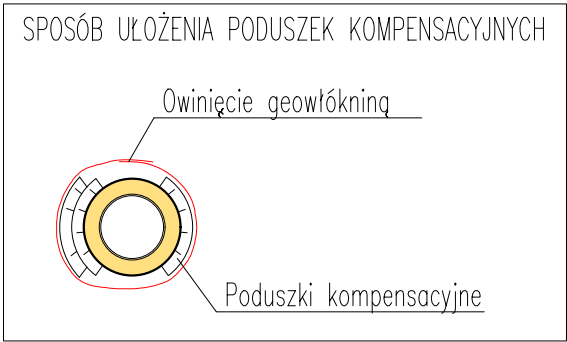 SPOSÓB UŁOŻENIA PODUSZEK KOMPENSACYJNYCH
Owinięcie geowłókniną
Poduszki kompensacyjne